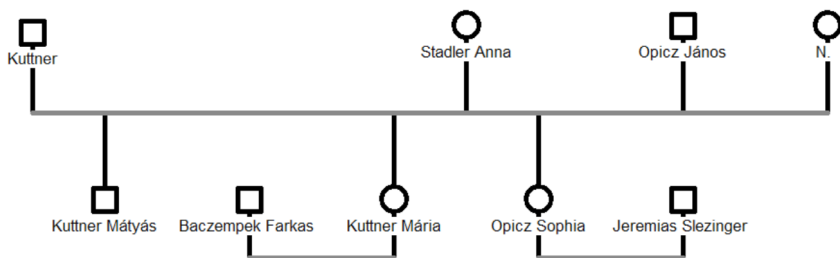 Kuttner
Stadler Anna
Opicz János
N.
Kuttner Mátyás
Baczempek Farkas
Kuttner Mária
Opicz Sophia
Jeremias Slezinger